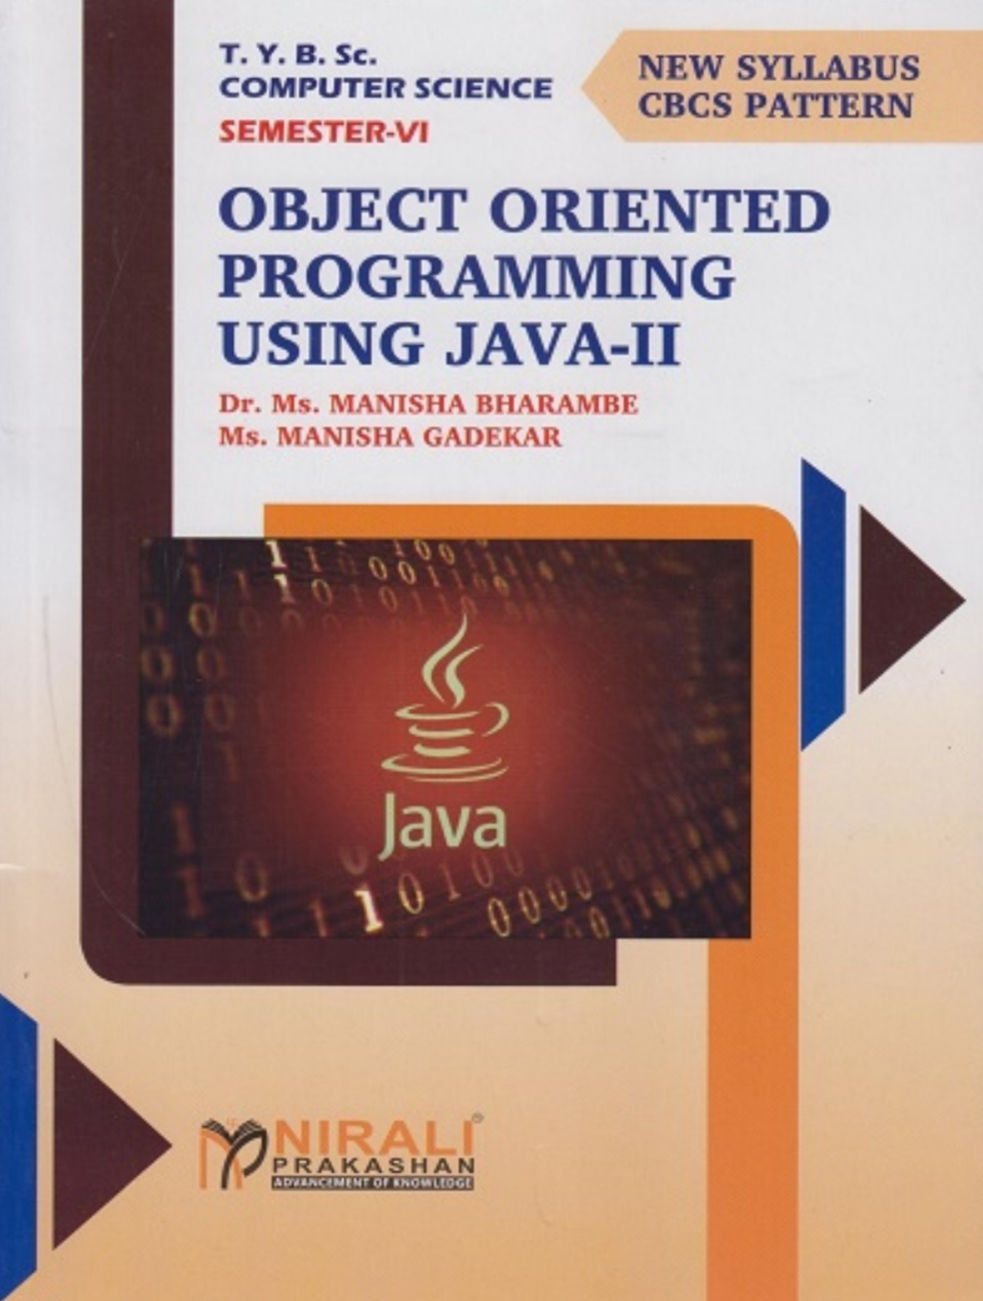 T. Y. B. Sc.
COMPUTER SCIENCE
SEMESTER-VI
NEW SYLLABUS
CBCS PATTERN
OBJECT ORIENTED
PROGRAMMING
USING JAVA-II
Dr. Ms. MANISHA BHARAMBE
Ms. MANISHA GADEKAR
Java
NIRALI
PRAKASHAN
ADVANCEMENT OF KNOWLEDGE